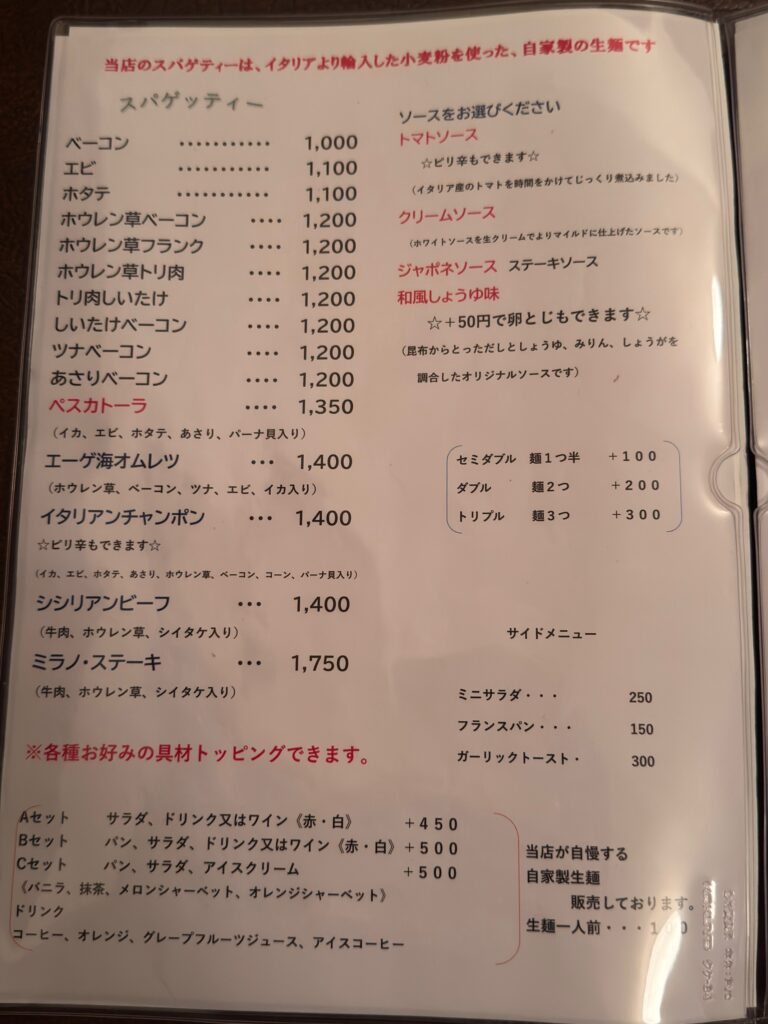 当店のスパゲティーは、イタリアより輸入した小麦粉を使った、自家製の生麺です
スパゲッティー
ベーコン ・・・・・・・・・・・ 1,000
エビ ・・・・・・・・・・・ 1,100
ホタテ ・・・・・・・・・・・ 1,100
ホウレン草ベーコン ・・・・ 1,200
ホウレン草フランク ・・・・ 1,200
ホウレン草トリ肉 ・・・・ 1,200
トリ肉しいたけ ・・・・ 1,200
しいたけベーコン ・・・・ 1,200
ツナベーコン ・・・・ 1,200
あさりベーコン ・・・・ 1,200
ペスカトーラ ・・・・ 1,350
（イカ、エビ、ホタテ、あさり、パーナ貝入り）
エーゲ海オムレツ ・・・ 1,400
（ホウレン草、ベーコン、ツナ、エビ、イカ入り）
イタリアンチャンポン ・・・ 1,400
☆ピリ辛もできます☆
（イカ、エビ、ホタテ、あさり、ホウレン草、ベーコン、コーン、パーナ貝入り）
シシリアンビーフ ・・・ 1,400
（牛肉、ホウレン草、シイタケ入り）
ミラノ・ステーキ ・・・ 1,750
（牛肉、ホウレン草、シイタケ入り）
※各種お好みの具材トッピングできます。
ソースをお選びください
トマトソース
☆ピリ辛もできます☆
（イタリア産のトマトを時間をかけてじっくり煮込みました）
クリームソース
（ホワイトソースを生クリームでよりマイルドに仕上げたソースです）
ジャポネソース ステーキソース
和風しょうゆ味
☆＋50円で卵とじもできます☆
（昆布からとっただしとしょうゆ、みりん、しょうがを
調合したオリジナルソースです）
セミダブル 麺１つ半 ＋１００
ダブル 麺２つ ＋２００
トリプル 麺３つ ＋３００
サイドメニュー
ミニサラダ・・・ 250
フランスパン・・・ 150
ガーリックトースト・ 300
Aセット サラダ、ドリンク又はワイン《赤・白》 ＋４５０
Bセット パン、サラダ、ドリンク又はワイン《赤・白》＋５００
Cセット パン、サラダ、アイスクリーム ＋５００
《バニラ、抹茶、メロンシャーベット、オレンジシャーベット》
ドリンク
コーヒー、オレンジ、グレープフルーツジュース、アイスコーヒー
当店が自慢する
自家製生麺
販売しております。
生麺一人前・・・